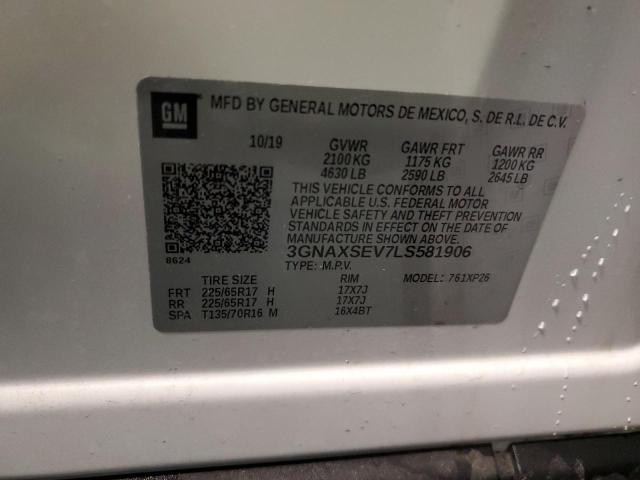 GM MFD BY GENERAL MOTORS DE MEXICO, S. DE R.L. DE C.V.
10/19 GVWR GAWR FRT GAWR RR
2100 KG 1175 KG 1200 KG
4630 LB 2590 LB 2645 LB
THIS VEHICLE CONFORMS TO ALL
APPLICABLE U.S. FEDERAL MOTOR
VEHICLE SAFETY AND THEFT PREVENTION
STANDARDS IN EFFECT ON THE DATE OF
MANUFACTURE SHOWN ABOVE.
8624 3GNAXSEV7LS581906
TYPE: M.P.V. MODEL: 761XP26
TIRE SIZE RIM
FRT 225/65R17 H 17X7J
RR 225/65R17 H 17X7J
SPA T135/70R16 M 16X4BT